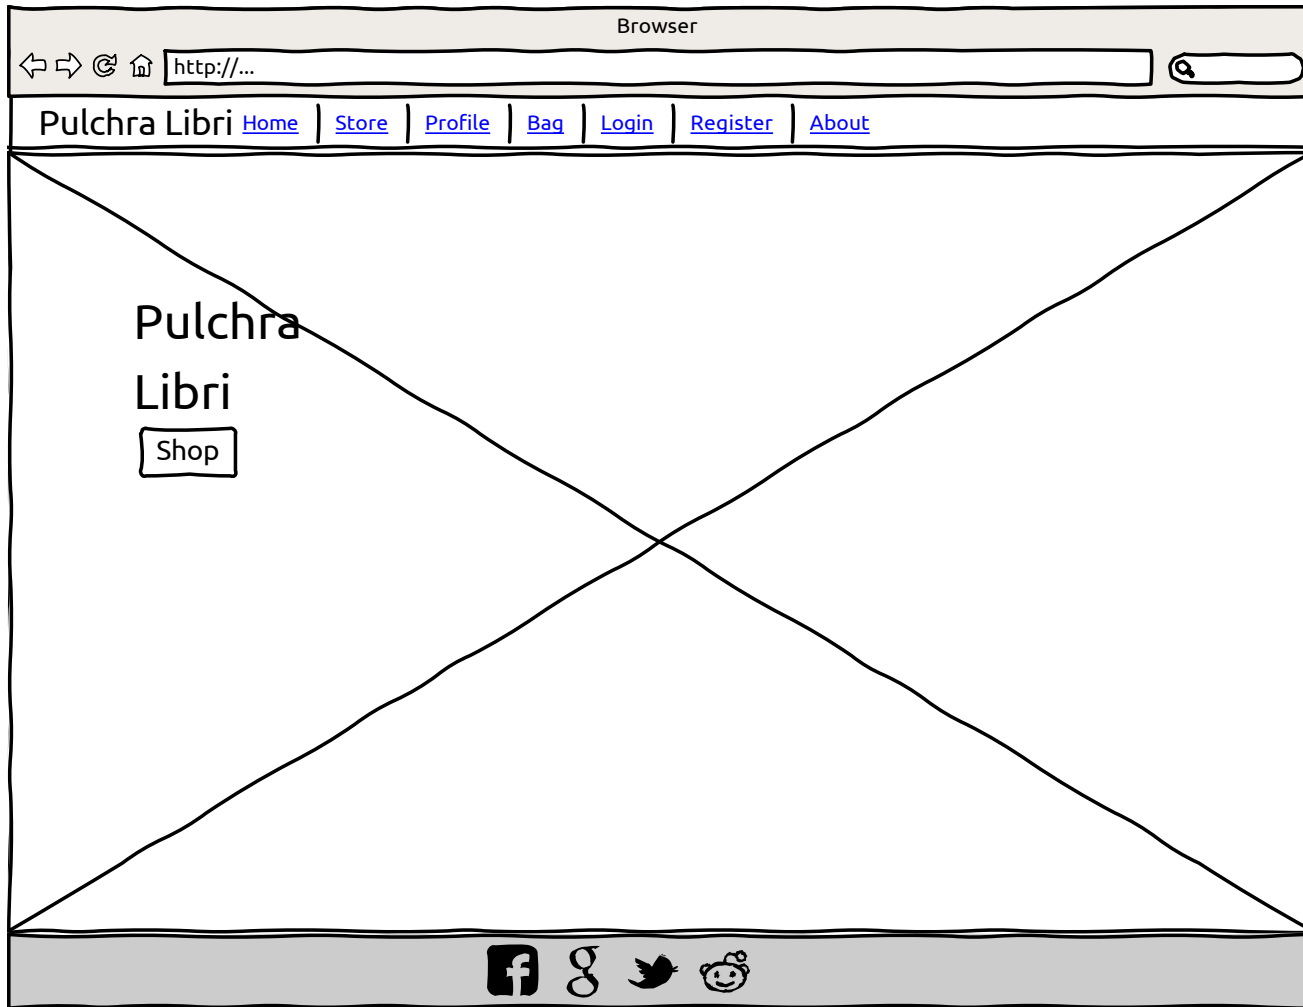 Browser
http://...
Pulchra Libri Home Store Profile Bag Login Register About
Pulchra
Libri
Shop